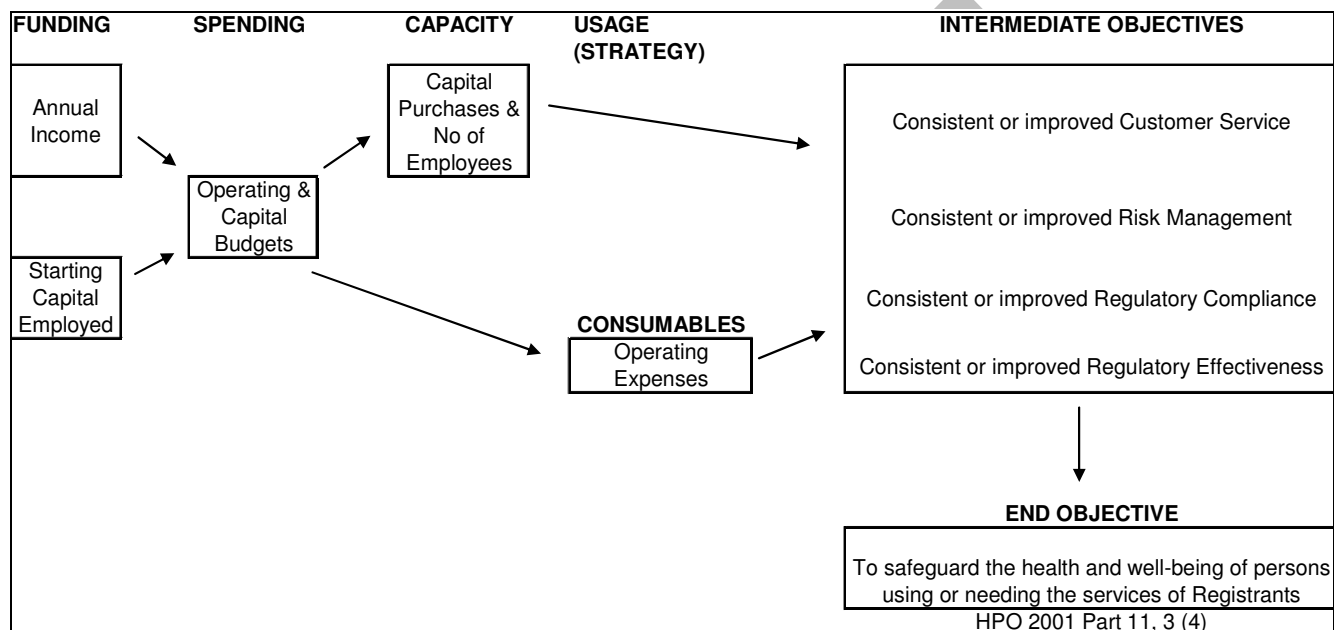 FUNDING SPENDING CAPACITY USAGE (STRATEGY) INTERMEDIATE OBJECTIVES
Annual
Income
Starting
Capital
Employed
Operating &
Capital
Budgets
Capital
Purchases &
No of
Employees
CONSUMABLES
Operating
Expenses
Consistent or improved Customer Service
Consistent or improved Risk Management
Consistent or improved Regulatory Compliance
Consistent or improved Regulatory Effectiveness
END OBJECTIVE
To safeguard the health and well-being of persons
using or needing the services of Registrants
HPO 2001 Part 11, 3 (4)